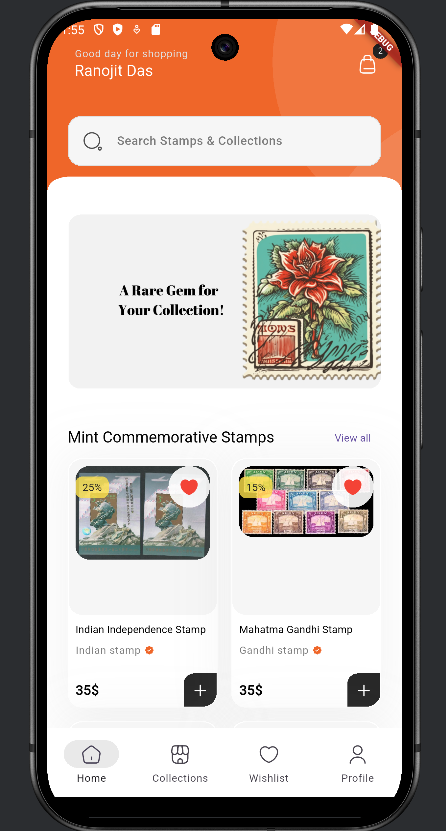 1:55
DEBUG
Good day for shopping
2
Ranojit Das
Search Stamps & Collections
A Rare Gem for
Your Collection!
Mint Commemorative Stamps View all
25% 15%
Indian Independence Stamp Mahatma Gandhi Stamp
Indian stamp Gandhi stamp
35$ + 35$ +
Home Collections Wishlist Profile